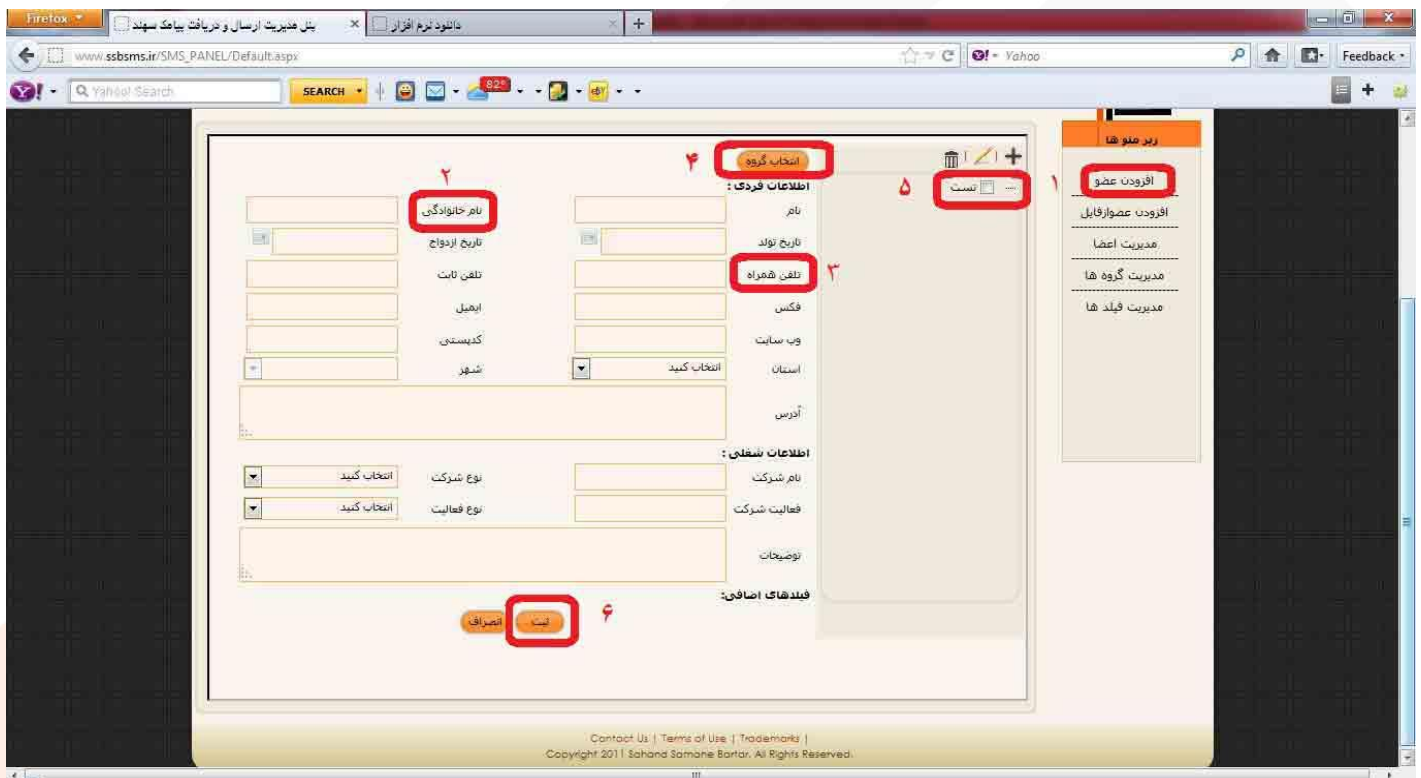 Firefox
پنل مدیریت ارسال و دریافت پیامک سهند
دانلود نرم افزار
www.ssbsms.ir/SMS_PANEL/Default.aspx
Yahoo
Feedback
Yahoo! Search
SEARCH
82°
eBY
زیر منو ها
۱
افزودن عضو
افزودن عضوازفایل
مدیریت اعضا
مدیریت گروه ها
مدیریت فیلد ها
۵
تست
۴
انتخاب گروه
اطلاعات فردی :
نام
۲
نام خانوادگی
تاریخ تولد
تاریخ ازدواج
۳
تلفن همراه
تلفن ثابت
فکس
ایمیل
وب سایت
کدپستی
استان
انتخاب کنید
شهر
آدرس
اطلاعات شغلی :
نام شرکت
نوع شرکت
انتخاب کنید
فعالیت شرکت
نوع فعالیت
انتخاب کنید
توضیحات
فیلدهای اضافی:
۶
ثبت
انصراف
Contact Us | Terms of Use | Trademarks |
Copyright 2011 Sahand Samane Bartar. All Rights Reserved.